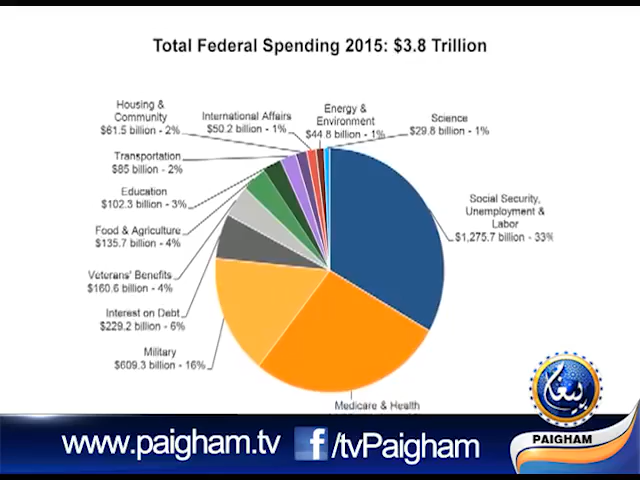 Total Federal Spending 2015: $3.8 Trillion
Housing &
Community
$61.5 billion - 2%
International Affairs
$50.2 billion - 1%
Energy &
Environment
$44.8 billion - 1%
Science
$29.8 billion - 1%
Transportation
$85 billion - 2%
Education
$102.3 billion - 3%
Social Security,
Unemployment &
Labor
$1,275.7 billion - 33%
Food & Agriculture
$135.7 billion - 4%
Veterans' Benefits
$160.6 billion - 4%
Interest on Debt
$229.2 billion - 6%
Military
$609.3 billion - 16%
Medicare & Health
پیغام
PAIGHAM
www.paigham.tv f /tvPaigham